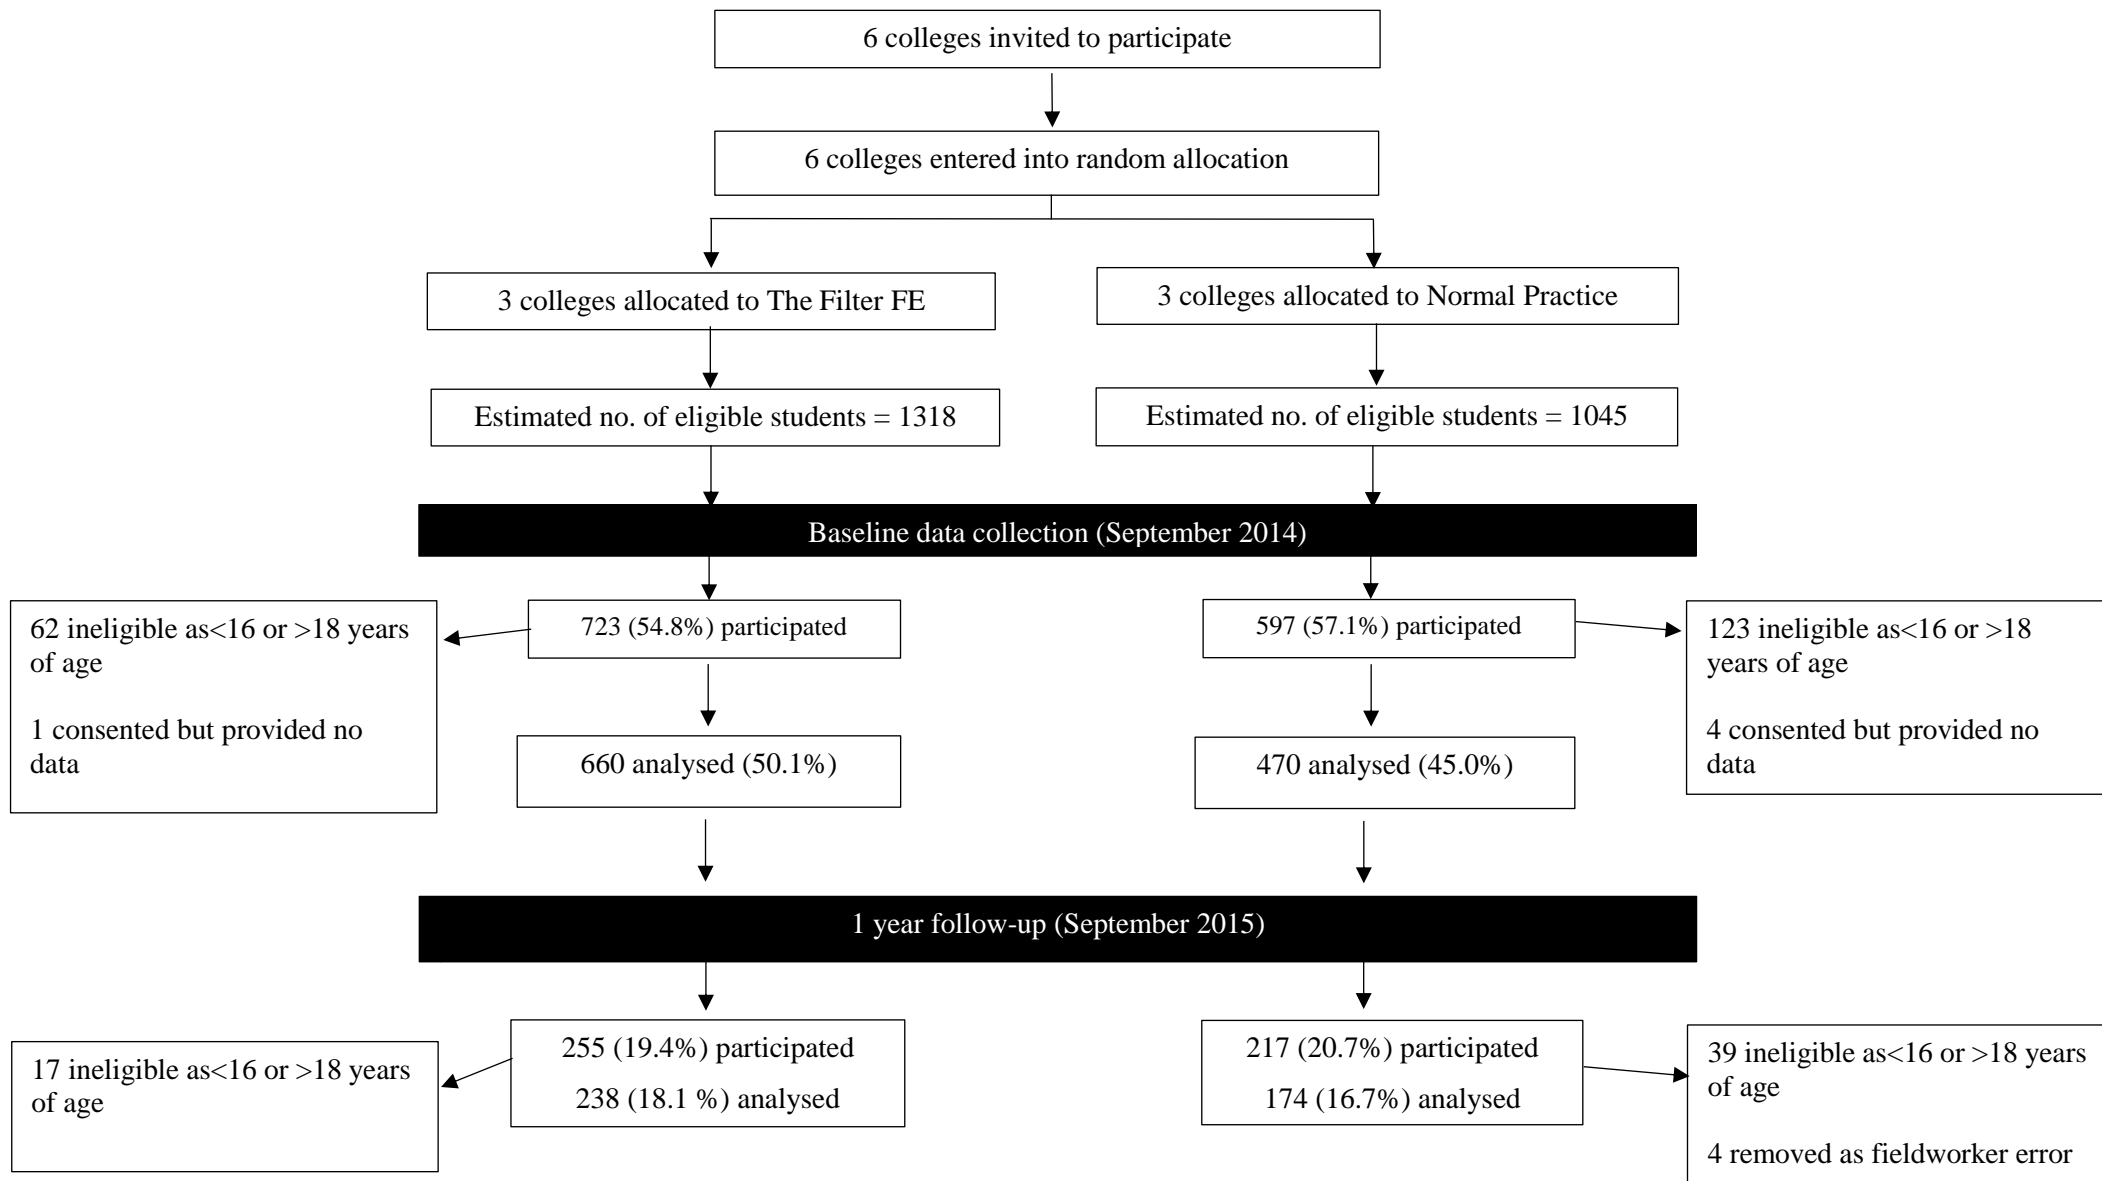 6 colleges invited to participate
6 colleges entered into random allocation
3 colleges allocated to The Filter FE
3 colleges allocated to Normal Practice
Estimated no. of eligible students = 1318
Estimated no. of eligible students = 1045
Baseline data collection (September 2014)
62 ineligible as<16 or >18 years
of age
1 consented but provided no
data
723 (54.8%) participated
597 (57.1%) participated
123 ineligible as<16 or >18
years of age
4 consented but provided no
data
660 analysed (50.1%)
470 analysed (45.0%)
1 year follow-up (September 2015)
17 ineligible as<16 or >18 years
of age
255 (19.4%) participated
238 (18.1 %) analysed
217 (20.7%) participated
174 (16.7%) analysed
39 ineligible as<16 or >18 years
of age
4 removed as fieldworker error